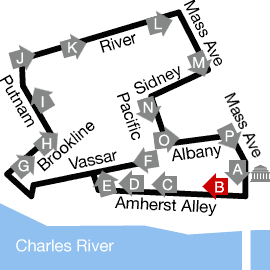 L
Mass Ave
K
River
J
M
Sidney
Putnam
I
N
Pacific
Mass Ave
H
Brookline
O
P
Albany
G
Vassar
F
A
E
D
C
B
Amherst Alley
Charles River